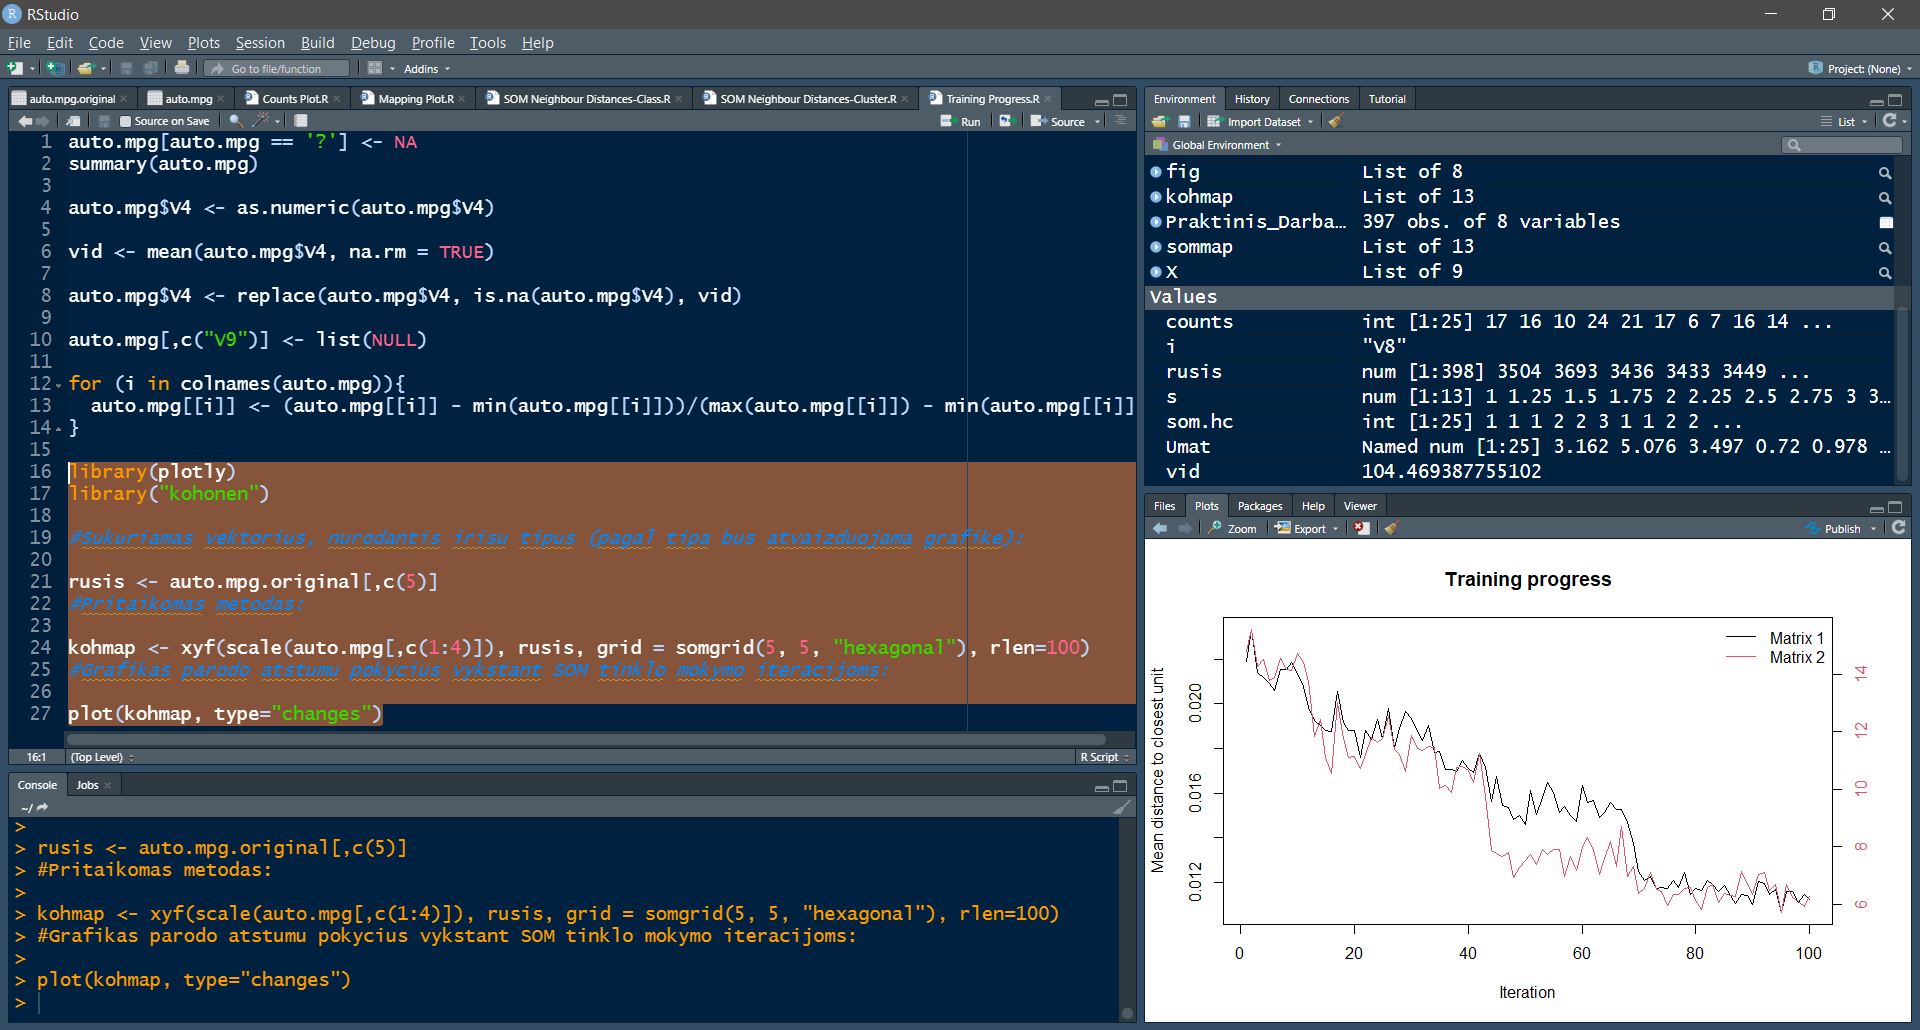 RStudio
File Edit Code View Plots Session Build Debug Profile Tools Help
Go to file/function Addins Project: (None)
auto.mpg.original auto.mpg Counts Plot.R Mapping Plot.R SOM Neighbour Distances-Class.R SOM Neighbour Distances-Cluster.R Training Progress.R
Source on Save Run Source
1 auto.mpg[auto.mpg == '?'] <- NA
2 summary(auto.mpg)
3
4 auto.mpg$V4 <- as.numeric(auto.mpg$V4)
5
6 vid <- mean(auto.mpg$V4, na.rm = TRUE)
7
8 auto.mpg$V4 <- replace(auto.mpg$V4, is.na(auto.mpg$V4), vid)
9
10 auto.mpg[,c("V9")] <- list(NULL)
11
12 for (i in colnames(auto.mpg)){
13 auto.mpg[[i]] <- (auto.mpg[[i]] - min(auto.mpg[[i]]))/(max(auto.mpg[[i]]) - min(auto.mpg[[i]]
14 }
15
16 library(plotly)
17 library("kohonen")
18
19 #Sukuriamas vektorius, nurodantis irisu tipus (pagal tipa bus atvaizduojama grafike):
20
21 rusis <- auto.mpg.original[,c(5)]
22 #Pritaikomas metodas:
23
24 kohmap <- xyf(scale(auto.mpg[,c(1:4)]), rusis, grid = somgrid(5, 5, "hexagonal"), rlen=100)
25 #Grafikas parodo atstumu pokycius vykstant SOM tinklo mokymo iteracijoms:
26
27 plot(kohmap, type="changes")
16:1 (Top Level) R Script
Console Jobs
~/
>
> rusis <- auto.mpg.original[,c(5)]
> #Pritaikomas metodas:
>
> kohmap <- xyf(scale(auto.mpg[,c(1:4)]), rusis, grid = somgrid(5, 5, "hexagonal"), rlen=100)
> #Grafikas parodo atstumu pokycius vykstant SOM tinklo mokymo iteracijoms:
>
> plot(kohmap, type="changes")
>
Environment History Connections Tutorial
Import Dataset List
Global Environment
fig List of 8
kohmap List of 13
Praktinis_Darba… 397 obs. of 8 variables
sommap List of 13
X List of 9
Values
counts int [1:25] 17 16 10 24 21 17 6 7 16 14 ...
i "V8"
rusis num [1:398] 3504 3693 3436 3433 3449 ...
s num [1:13] 1 1.25 1.5 1.75 2 2.25 2.5 2.75 3 3…
som.hc int [1:25] 1 1 1 2 2 3 1 1 2 2 ...
Umat Named num [1:25] 3.162 5.076 3.497 0.72 0.978 …
vid 104.469387755102
Files Plots Packages Help Viewer
Zoom Export Publish
Training progress
Matrix 1
Matrix 2
Mean distance to closest unit
0.020
0.016
0.012
14
12
10
8
6
0 20 40 60 80 100
Iteration